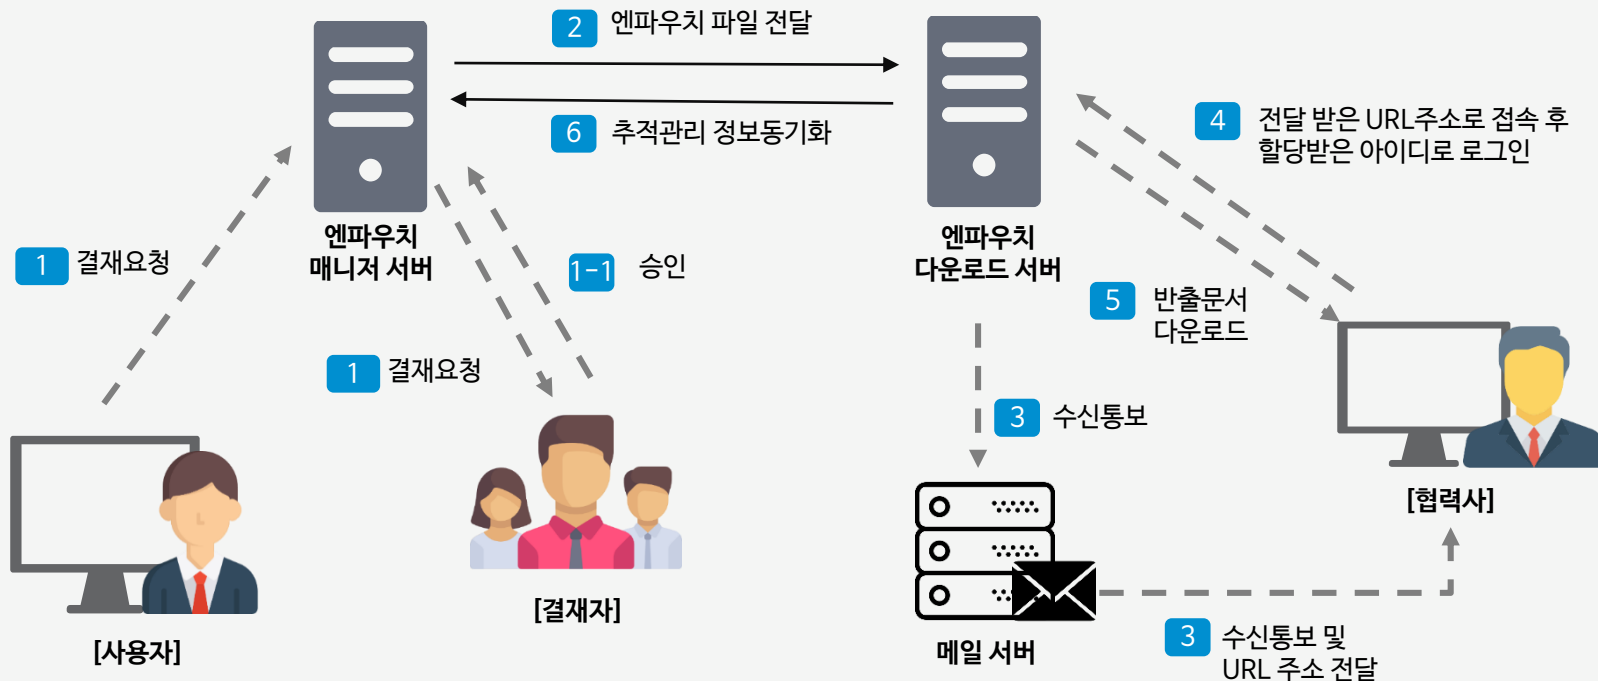 2 엔파우치 파일 전달
6 추적관리 정보동기화
4 전달 받은 URL주소로 접속 후
할당받은 아이디로 로그인
엔파우치
매니저 서버
엔파우치
다운로드 서버
1 결재요청
1-1 승인
5 반출문서
다운로드
1 결재요청
3 수신통보
[사용자]
[결재자]
메일 서버
[협력사]
3 수신통보 및
URL 주소 전달